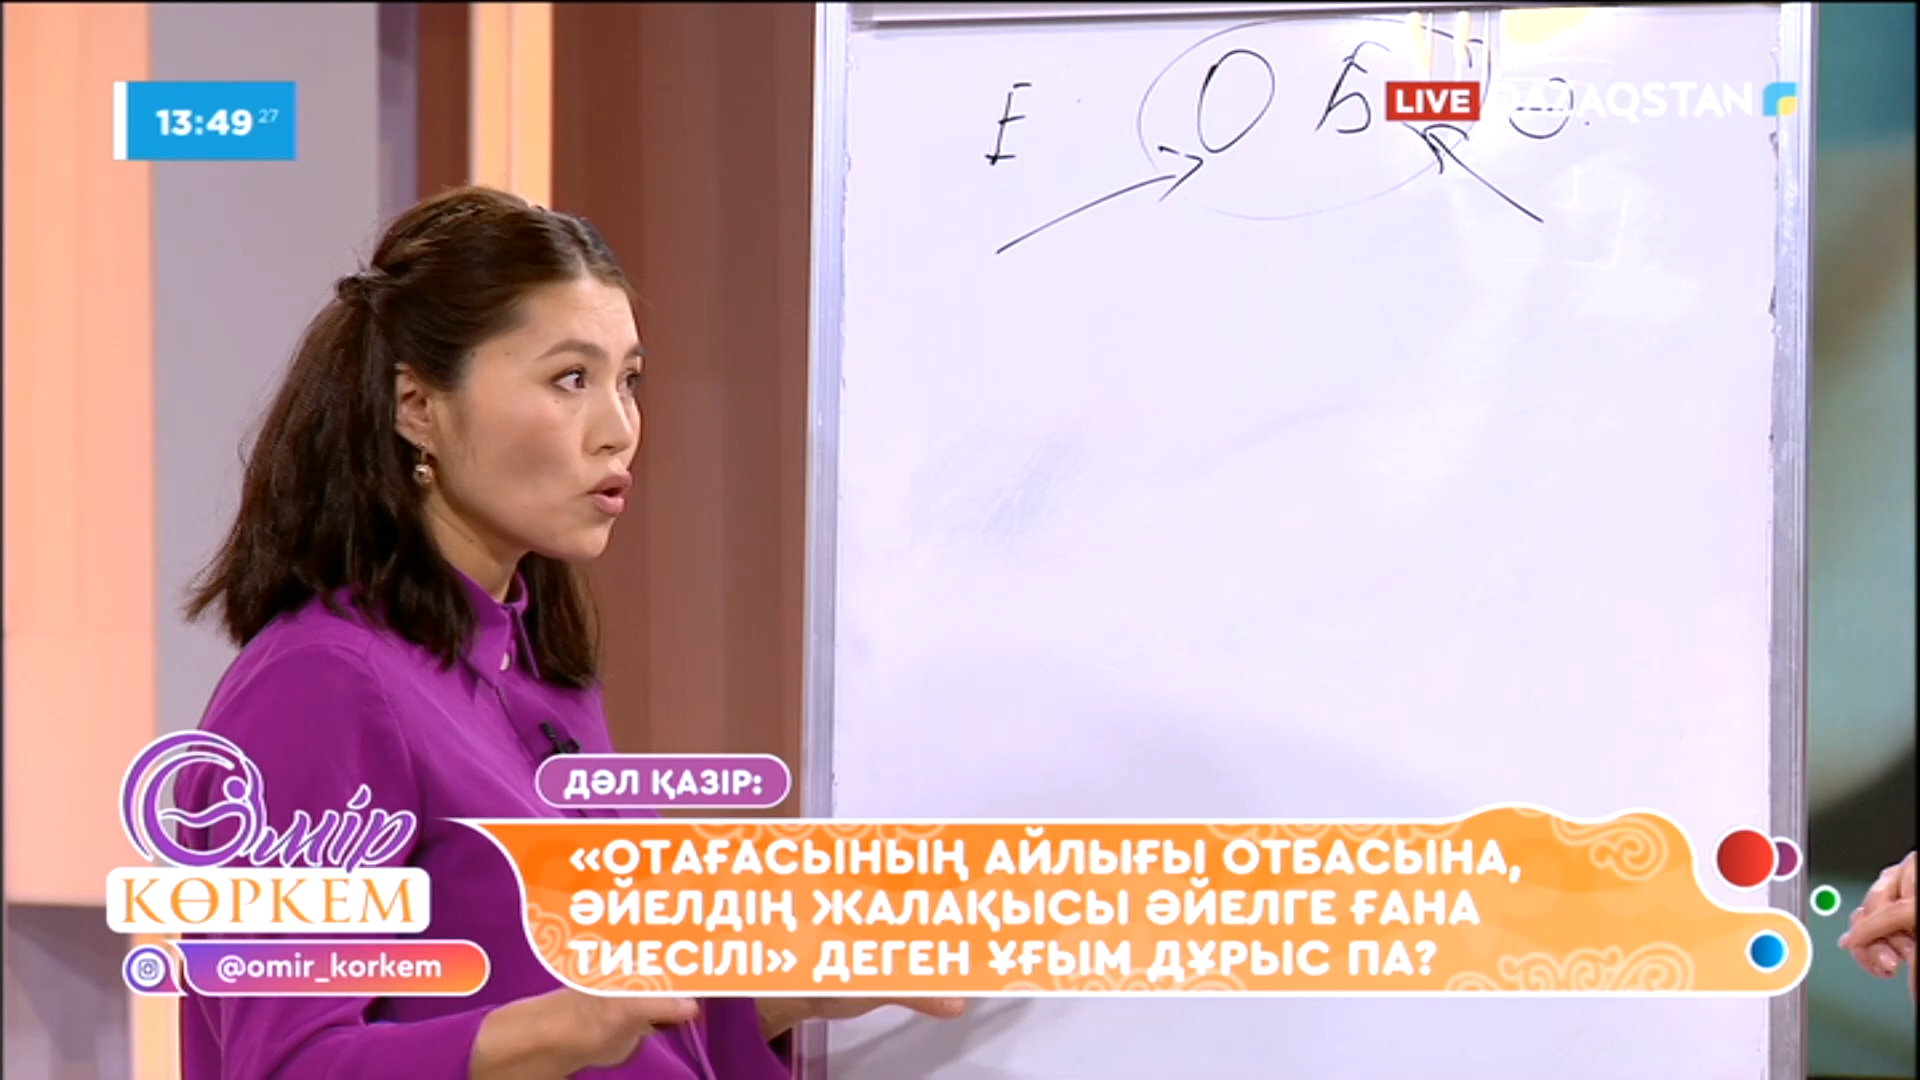 13:49 27
LIVE QAZAQSTAN
Е О Б
Өмір
КӨРКЕМ
@omir_korkem
ДӘЛ ҚАЗІР:
«ОТАҒАСЫНЫҢ АЙЛЫҒЫ ОТБАСЫНА,
ӘЙЕЛДІҢ ЖАЛАҚЫСЫ ӘЙЕЛГЕ ҒАНА
ТИЕСІЛІ» ДЕГЕН ҰҒЫМ ДҰРЫС ПА?